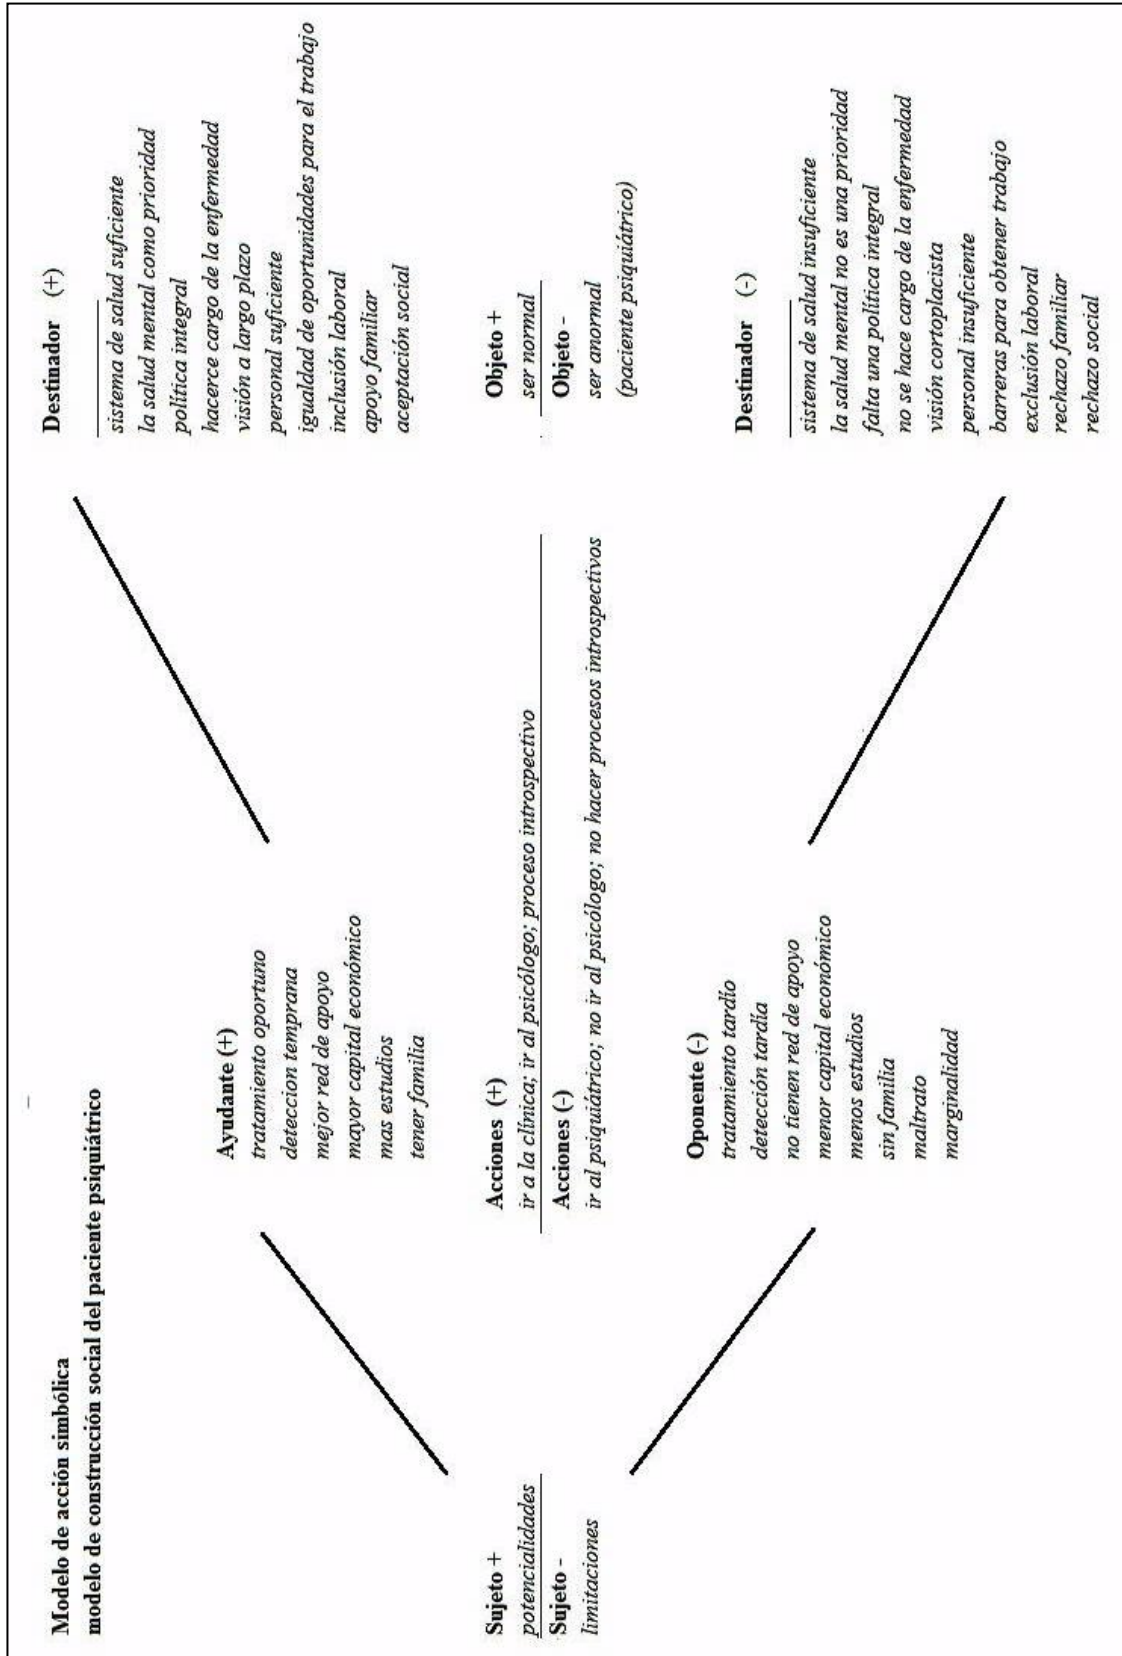 Modelo de acción simbólica
modelo de construcción social del paciente psiquiátrico
Destinador (+)
sistema de salud suficiente
la salud mental como prioridad
política integral
hacerce cargo de la enfermedad
visión a largo plazo
personal suficiente
igualdad de oportunidades para el trabajo
inclusión laboral
apoyo familiar
aceptación social
Ayudante (+)
tratamiento oportuno
deteccion temprana
mejor red de apoyo
mayor capital económico
mas estudios
tener familia
Sujeto +
potencialidades
Sujeto -
limitaciones
Acciones (+)
ir a la clínica; ir al psicólogo; proceso introspectivo
Acciones (-)
ir al psiquiátrico; no ir al psicólogo; no hacer procesos introspectivos
Objeto +
ser normal
Objeto -
ser anormal
(paciente psiquiátrico)
Oponente (-)
tratamiento tardío
detección tardía
no tienen red de apoyo
menor capital económico
menos estudios
sin familia
maltrato
marginalidad
Destinador (-)
sistema de salud insuficiente
la salud mental no es una prioridad
falta una política integral
no se hace cargo de la enfermedad
visión cortoplacista
personal insuficiente
barreras para obtener trabajo
exclusión laboral
rechazo familiar
rechazo social